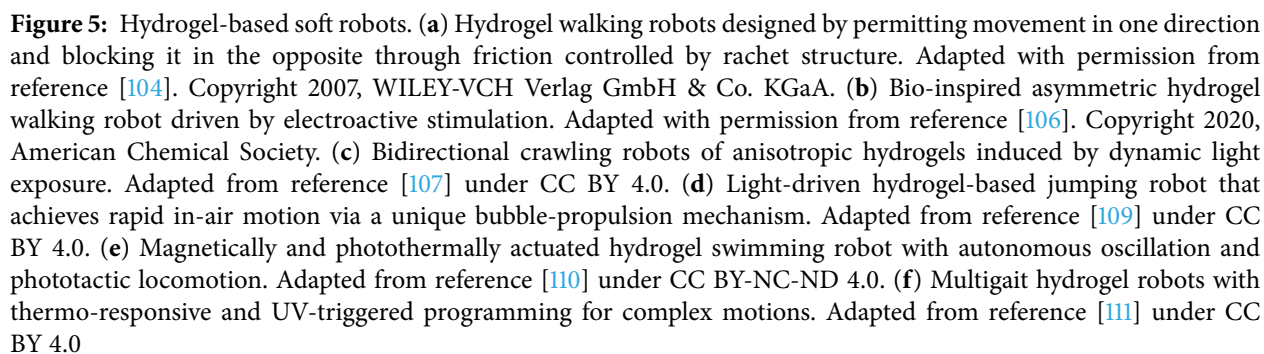 Figure 5: Hydrogel-based soft robots. (a) Hydrogel walking robots designed by permitting movement in one direction
and blocking it in the opposite through friction controlled by rachet structure. Adapted with permission from
reference [104]. Copyright 2007, WILEY-VCH Verlag GmbH & Co. KGaA. (b) Bio-inspired asymmetric hydrogel
walking robot driven by electroactive stimulation. Adapted with permission from reference [106]. Copyright 2020,
American Chemical Society. (c) Bidirectional crawling robots of anisotropic hydrogels induced by dynamic light
exposure. Adapted from reference [107] under CC BY 4.0. (d) Light-driven hydrogel-based jumping robot that
achieves rapid in-air motion via a unique bubble-propulsion mechanism. Adapted from reference [109] under CC
BY 4.0. (e) Magnetically and photothermally actuated hydrogel swimming robot with autonomous oscillation and
phototactic locomotion. Adapted from reference [110] under CC BY-NC-ND 4.0. (f) Multigait hydrogel robots with
thermo-responsive and UV-triggered programming for complex motions. Adapted from reference [111] under CC
BY 4.0